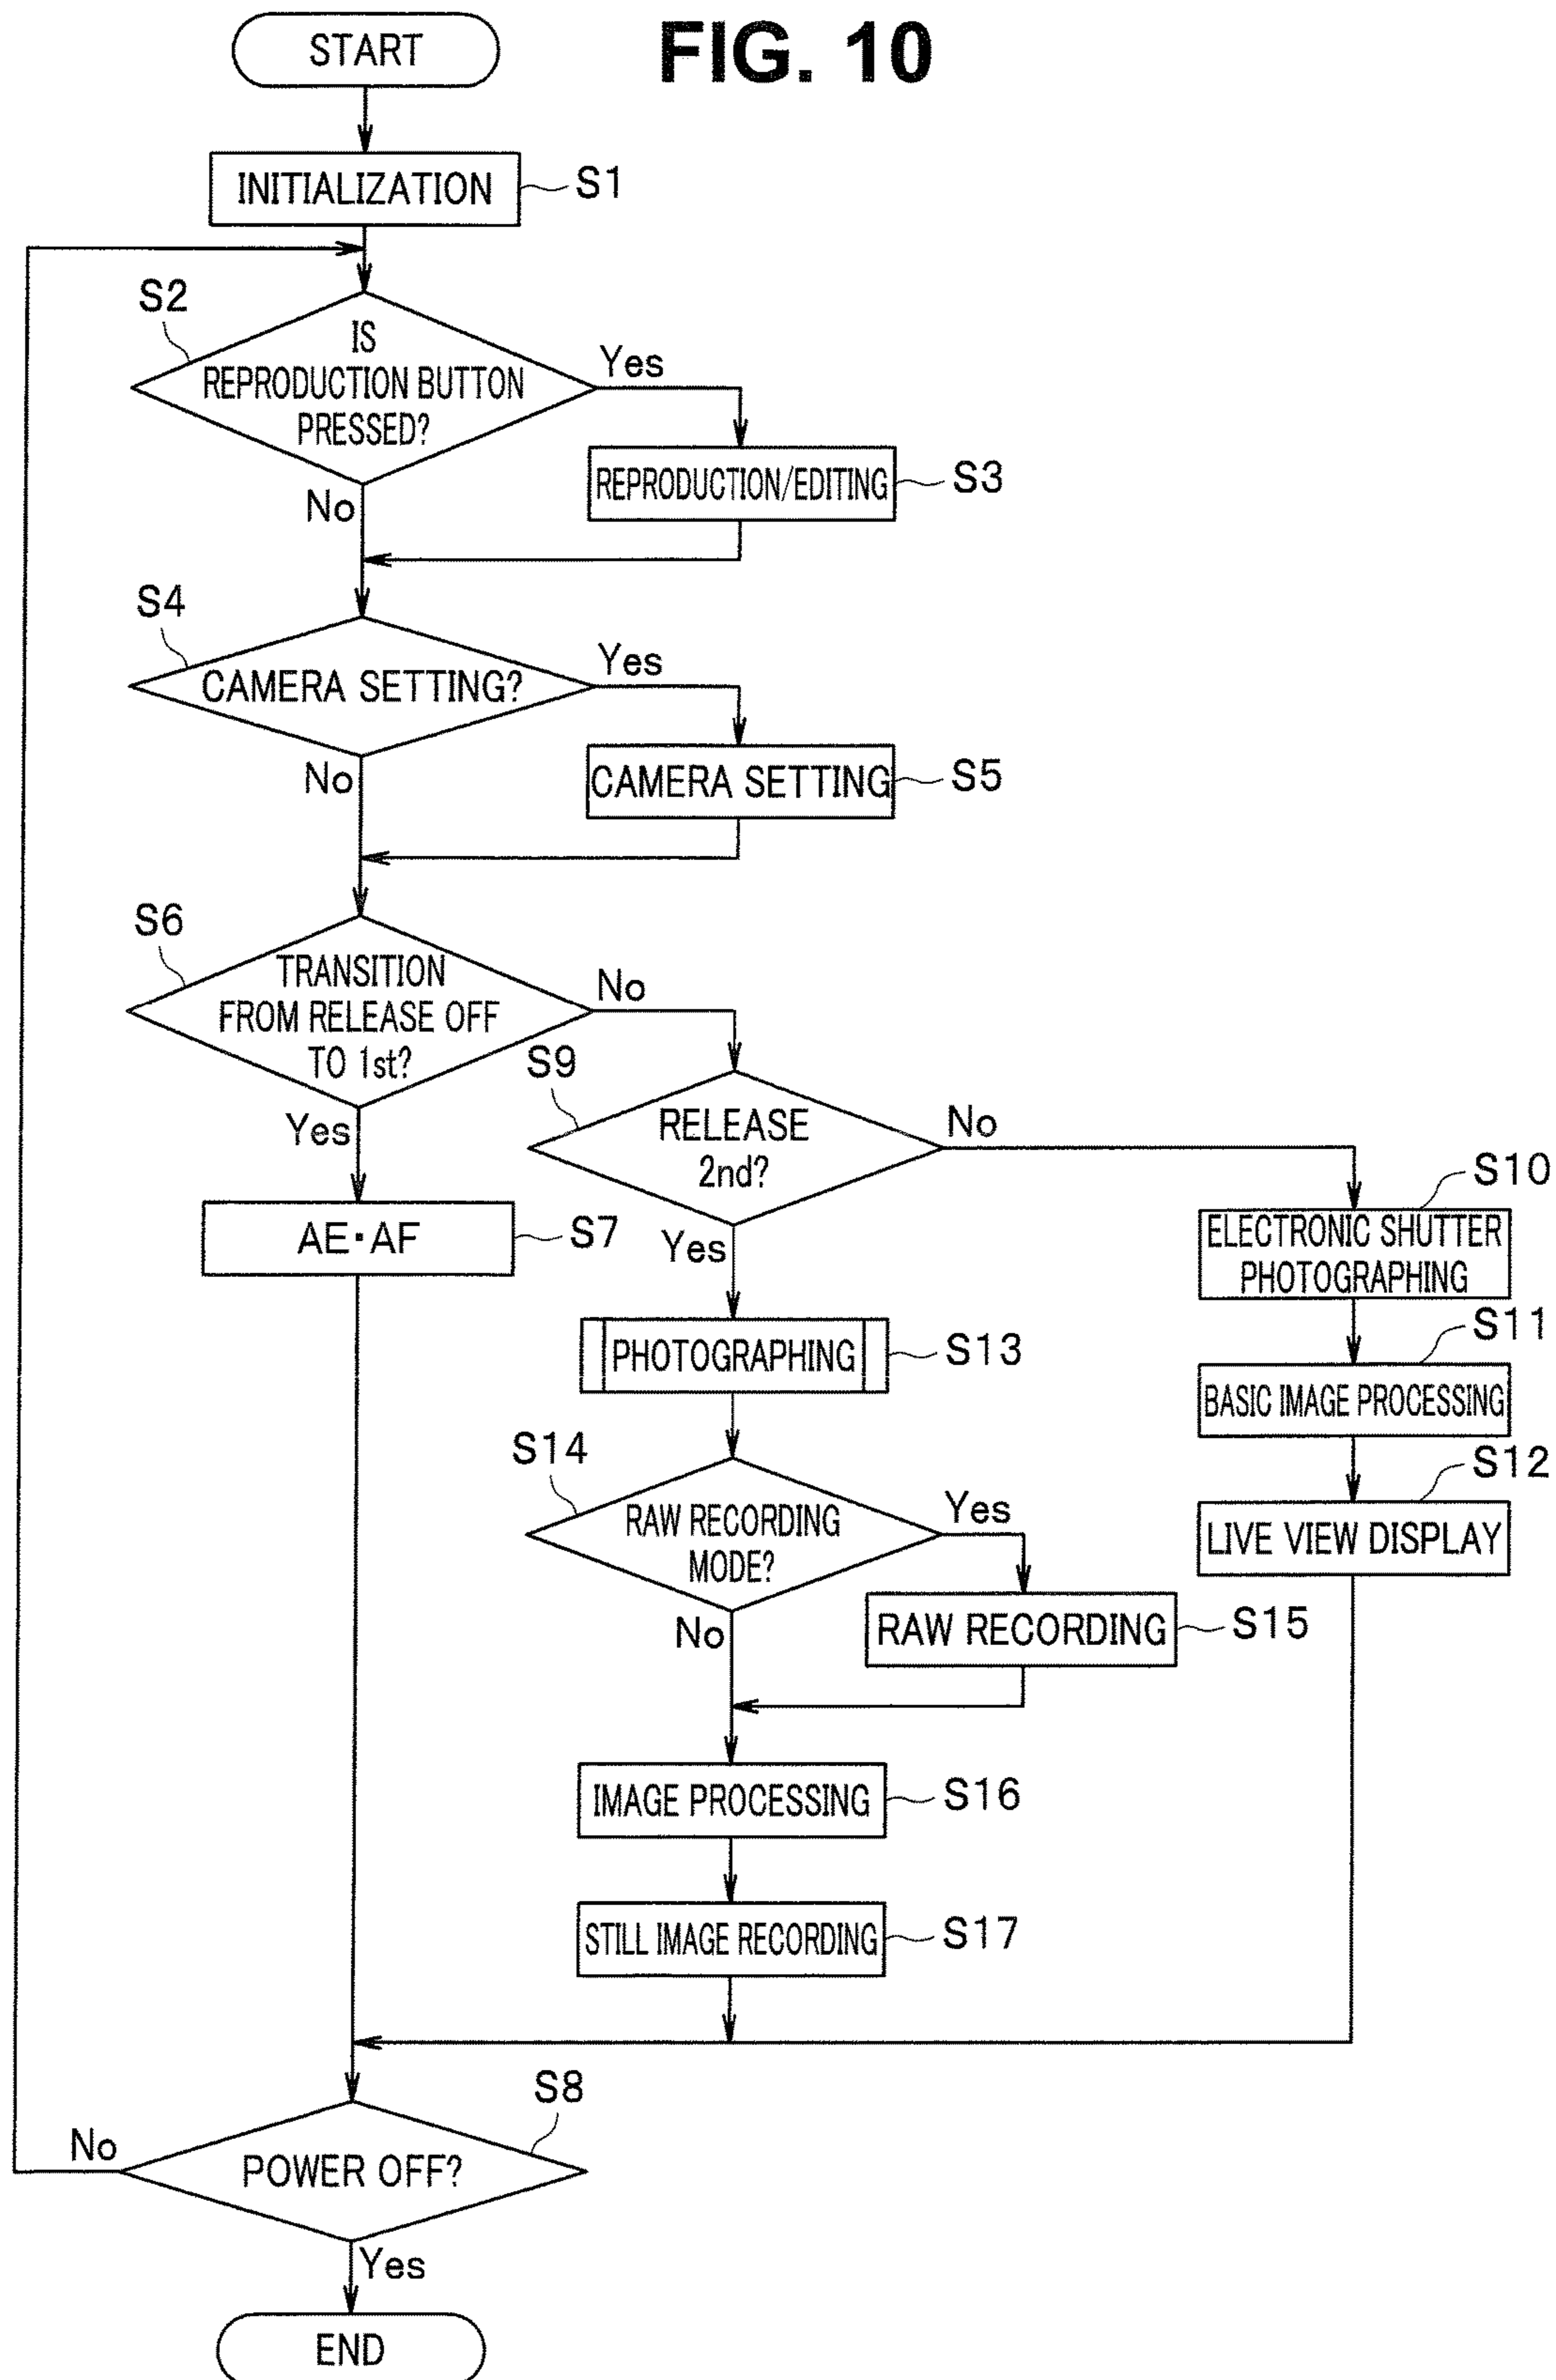 FIG. 10
START
INITIALIZATION
S1
S2
IS
REPRODUCTION BUTTON
PRESSED?
Yes
No
REPRODUCTION/EDITING
S3
S4
CAMERA SETTING?
Yes
No
CAMERA SETTING
S5
S6
TRANSITION
FROM RELEASE OFF
TO 1st?
No
Yes
AE・AF
S7
S9
RELEASE
2nd?
No
Yes
S10
ELECTRONIC SHUTTER
PHOTOGRAPHING
S11
BASIC IMAGE PROCESSING
S12
LIVE VIEW DISPLAY
PHOTOGRAPHING
S13
S14
RAW RECORDING
MODE?
Yes
No
RAW RECORDING
S15
IMAGE PROCESSING
S16
STILL IMAGE RECORDING
S17
S8
POWER OFF?
No
Yes
END